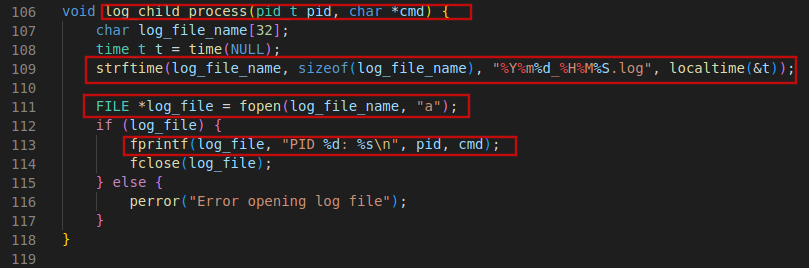 106 void log_child_process(pid_t pid, char *cmd) {
107     char log_file_name[32];
108     time_t t = time(NULL);
109     strftime(log_file_name, sizeof(log_file_name), "%Y%m%d_%H%M%S.log", localtime(&t));
110
111     FILE *log_file = fopen(log_file_name, "a");
112     if (log_file) {
113         fprintf(log_file, "PID %d: %s\n", pid, cmd);
114         fclose(log_file);
115     } else {
116         perror("Error opening log file");
117     }
118 }
119